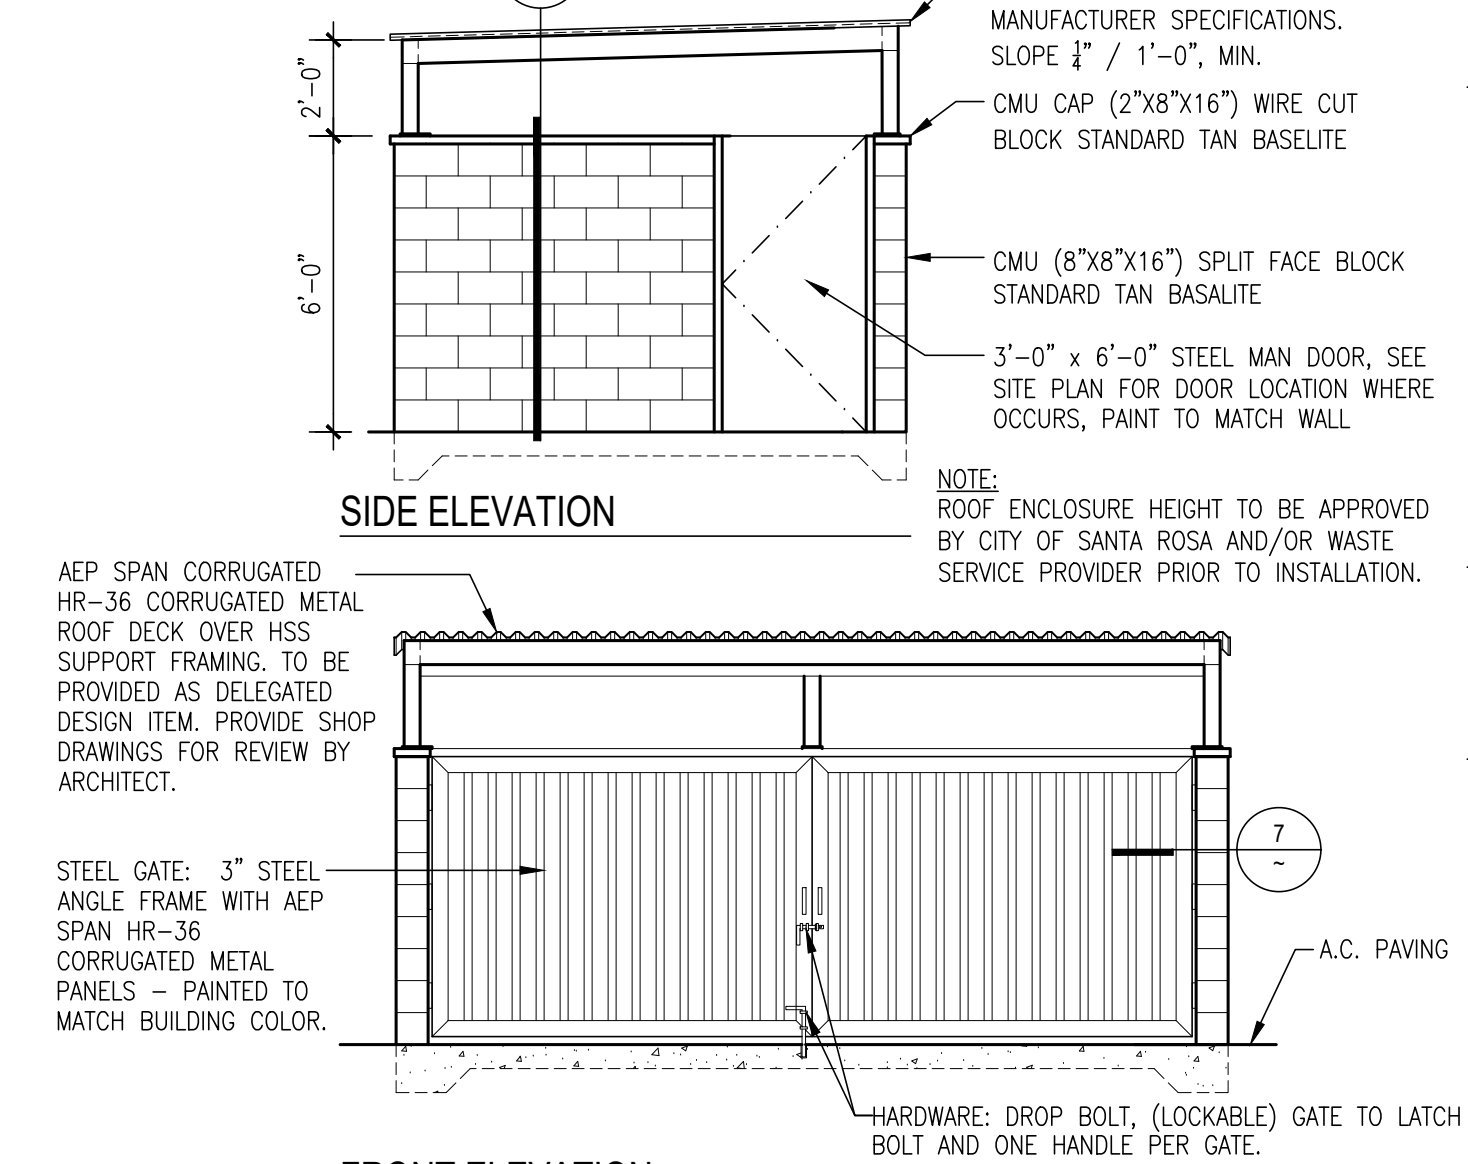 MANUFACTURER SPECIFICATIONS.
SLOPE 1/4" / 1'-0", MIN.
2'-0"
CMU CAP (2"X8"X16") WIRE CUT
BLOCK STANDARD TAN BASELITE
6'-0"
CMU (8"X8"X16") SPLIT FACE BLOCK
STANDARD TAN BASALITE
3'-0" x 6'-0" STEEL MAN DOOR, SEE
SITE PLAN FOR DOOR LOCATION WHERE
OCCURS, PAINT TO MATCH WALL
SIDE ELEVATION
NOTE:
ROOF ENCLOSURE HEIGHT TO BE APPROVED
BY CITY OF SANTA ROSA AND/OR WASTE
SERVICE PROVIDER PRIOR TO INSTALLATION.
AEP SPAN CORRUGATED
HR-36 CORRUGATED METAL
ROOF DECK OVER HSS
SUPPORT FRAMING. TO BE
PROVIDED AS DELEGATED
DESIGN ITEM. PROVIDE SHOP
DRAWINGS FOR REVIEW BY
ARCHITECT.
STEEL GATE: 3" STEEL
ANGLE FRAME WITH AEP
SPAN HR-36
CORRUGATED METAL
PANELS - PAINTED TO
MATCH BUILDING COLOR.
7
~
A.C. PAVING
HARDWARE: DROP BOLT, (LOCKABLE) GATE TO LATCH
BOLT AND ONE HANDLE PER GATE.
FRONT ELEVATION